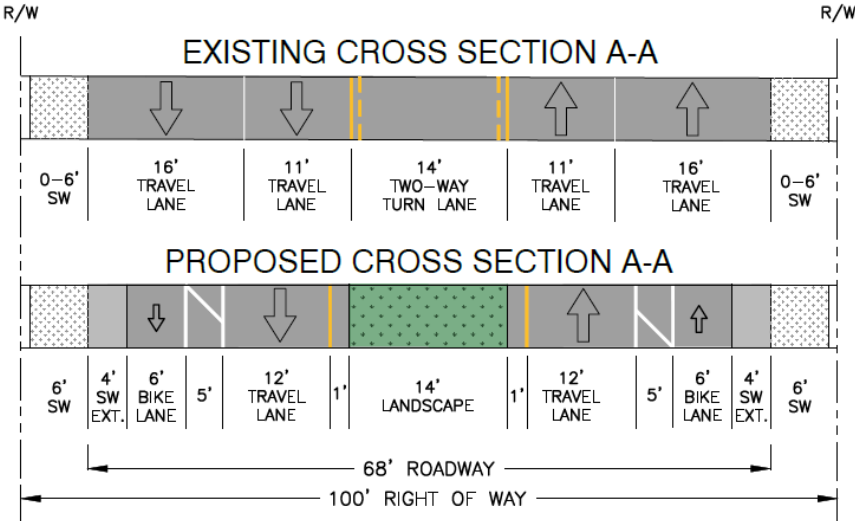 R/W R/W
EXISTING CROSS SECTION A-A
0-6' SW
16' TRAVEL LANE
11' TRAVEL LANE
14' TWO-WAY TURN LANE
11' TRAVEL LANE
16' TRAVEL LANE
0-6' SW
PROPOSED CROSS SECTION A-A
6' SW
4' SW EXT.
6' BIKE LANE
5'
12' TRAVEL LANE
1'
14' LANDSCAPE
1'
12' TRAVEL LANE
5'
6' BIKE LANE
4' SW EXT.
6' SW
68' ROADWAY
100' RIGHT OF WAY